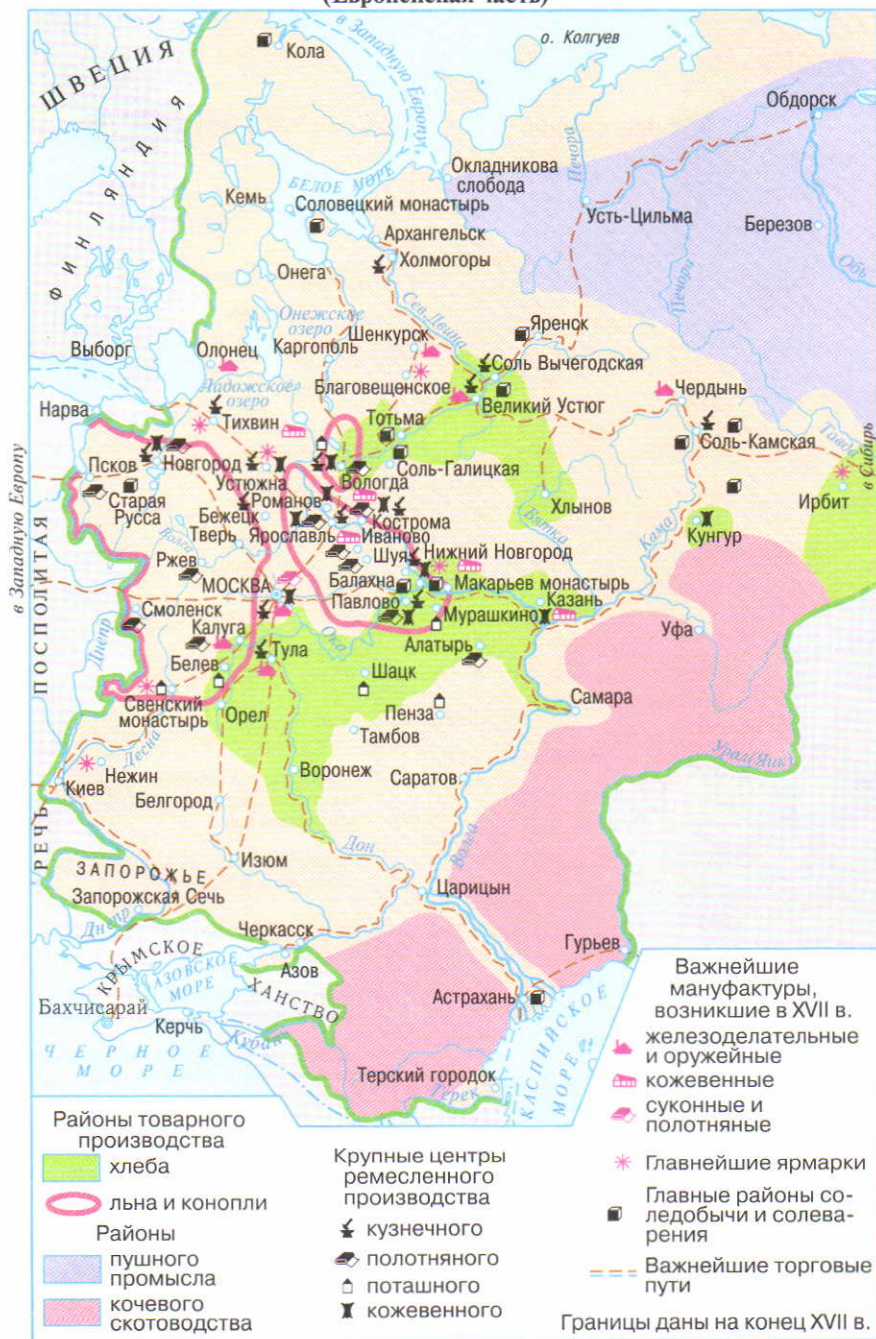 (Европейская часть)
ШВЕЦИЯ
ФИНЛЯНДИЯ
Кола
в Западную Европу
о. Колгуев
Обдорск
Окладникова
слобода
Печора
БЕЛОЕ МОРЕ
Кемь
Соловецкий монастырь
Усть-Цильма
Березов
Архангельск
Холмогоры
Обь
Онега
Печора
Онежское
озеро
Сев. Двина
Шенкурск
Яренск
Выборг
Олонец
Каргополь
Соль Вычегодская
Ладожское
озеро
Благовещенское
Великий Устюг
Чердынь
Нарва
Тихвин
Тотьма
Соль-Камская
Тавда
в Сибирь
Псков
Новгород
Устюжна
Вологда
Соль-Галицкая
Ирбит
Старая
Русса
Романов
Хлынов
Вятка
Кама
Кунгур
Бежецк
Кострома
в Западную Европу
Тверь
Ярославль
Иваново
Волга
Ржев
Шуя
Нижний Новгород
МОСКВА
Балахна
Макарьев монастырь
Смоленск
Павлово
Мурашкино
Казань
Уфа
Днепр
Калуга
Ока
Алатырь
Белев
Тула
Шацк
Свенский
монастырь
Орел
Пенза
Самара
Тамбов
Десна
Нежин
Воронеж
Саратов
Урал (Яик)
Киев
Белгород
РЕЧЬ ПОСПОЛИТАЯ
Дон
Волга
Изюм
ЗАПОРОЖЬЕ
Запорожская Сечь
Царицын
Днепр
Черкасск
Гурьев
КРЫМСКОЕ
ХАНСТВО
Азов
АЗОВСКОЕ
МОРЕ
Бахчисарай
Астрахань
Керчь
Кубань
ЧЕРНОЕ
МОРЕ
Терский городок
Терек
КАСПИЙСКОЕ
МОРЕ
Районы товарного
производства
хлеба
льна и конопли
Районы
пушного
промысла
кочевого
скотоводства
Крупные центры
ремесленного
производства
кузнечного
полотняного
поташного
кожевенного
Важнейшие
мануфактуры,
возникшие в XVII в.
железоделательные
и оружейные
кожевенные
суконные и
полотняные
Главнейшие ярмарки
Главные районы со-
ледобычи и солева-
рения
Важнейшие торговые
пути
Границы даны на конец XVII в.